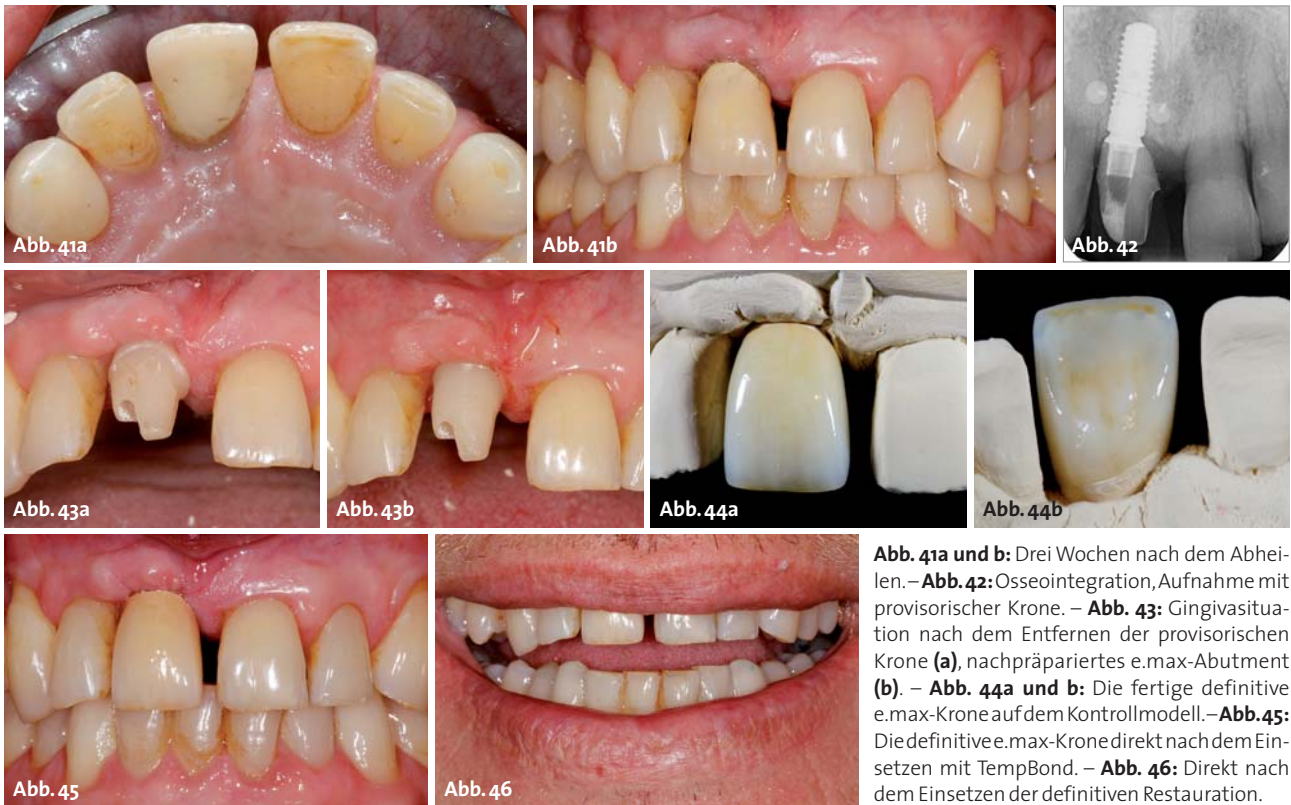 Abb. 41a
Abb. 41b
Abb. 42
Abb. 43a
Abb. 43b
Abb. 44a
Abb. 44b
Abb. 45
Abb. 46
Abb. 41a und b: Drei Wochen nach dem Abhei-
len. – Abb. 42: Osseointegration, Aufnahme mit
provisorischer Krone. – Abb. 43: Gingivasitua-
tion nach dem Entfernen der provisorischen
Krone (a), nachpräpariertes e.max-Abutment
(b). – Abb. 44a und b: Die fertige definitive
e.max-Krone auf dem Kontrollmodell. – Abb. 45:
Die definitive e.max-Krone direkt nach dem Ein-
setzen mit TempBond. – Abb. 46: Direkt nach
dem Einsetzen der definitiven Restauration.